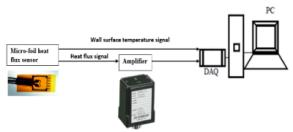 PC
Wall surface temperature signal
Micro-foil heat
flux sensor
Heat flux signal
Amplifier
DAQ